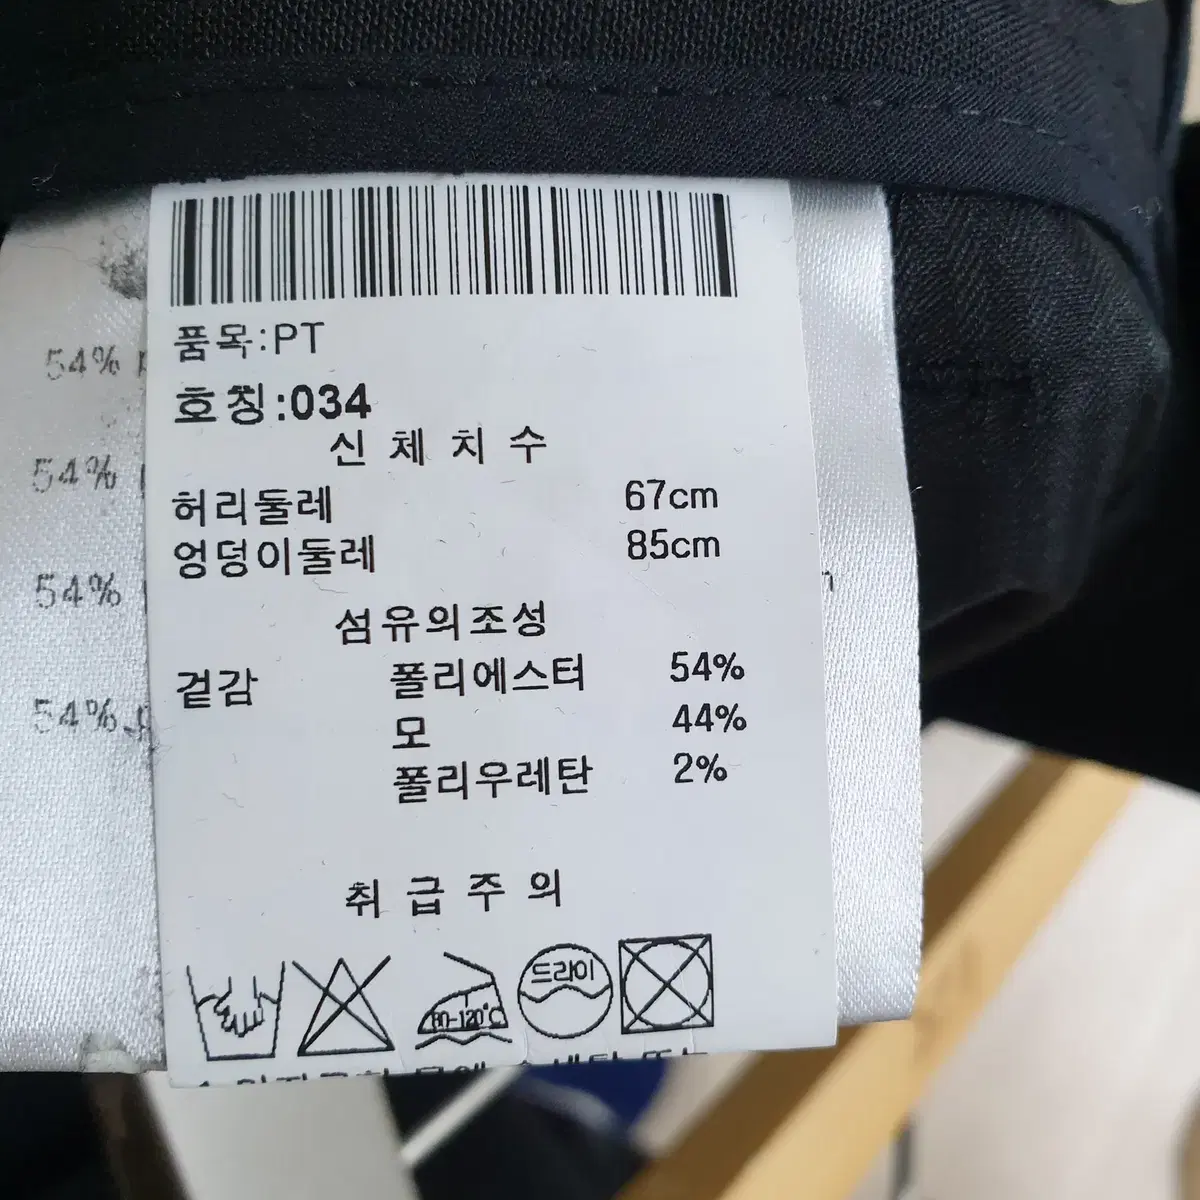 품목:PT
호칭:034
신 체 치 수
허리둘레 67cm
엉덩이둘레 85cm
섬유의조성
겉감 폴리에스터 54%
모 44%
폴리우레탄 2%
취 급 주 의
80-120℃
드라이
54%
54%
54%
54%